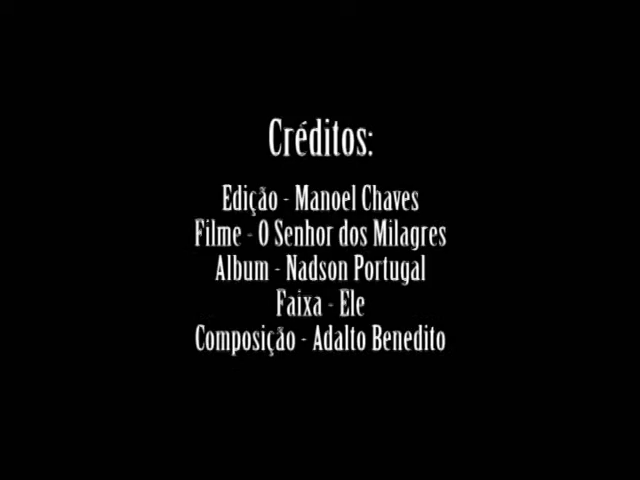 Créditos:
Edição - Manoel Chaves
Filme - O Senhor dos Milagres
Album - Nadson Portugal
Faixa - Ele
Composição - Adalto Benedito